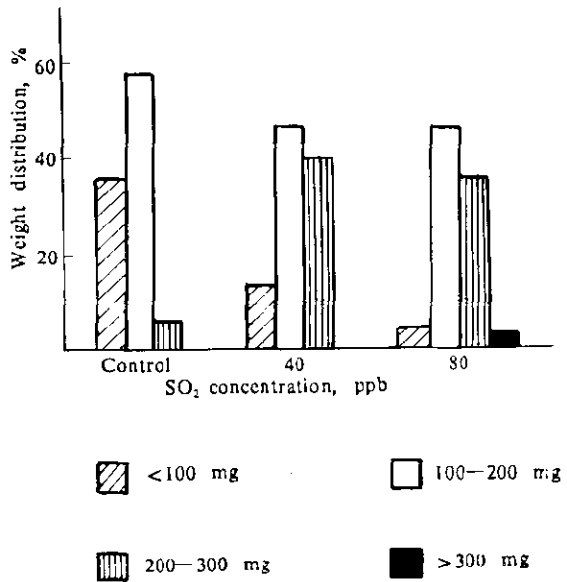 Weight distribution, %
60
40
20
Control 40 80
SO₂ concentration, ppb
<100 mg
100—200 mg
200—300 mg
>300 mg